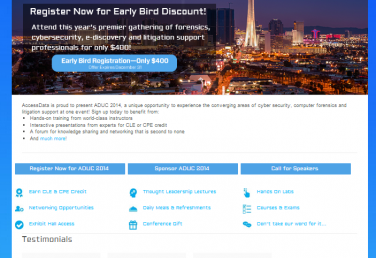 Register Now for Early Bird Discount!
Attend this year's premier gathering of forensics,
cybersecurity, e-discovery and litigation support
professionals for only $400!
Early Bird Registration—Only $400
Offer Expires December 31
AccessData is proud to present ADUC 2014, a unique opportunity to experience the converging areas of cyber security, computer forensics and
litigation support at one event! Sign up today to benefit from:
Hands-on training from world-class instructors
Interactive presentations from experts for CLE or CPE credit
A forum for knowledge sharing and networking that is second to none
And much more!
Register Now for ADUC 2014
Sponsor ADUC 2014
Call for Speakers
Earn CLE & CPE Credit
Thought Leadership Lectures
Hands On Labs
Networking Opportunities
Daily Meals & Refreshments
Courses & Exams
Exhibit Hall Access
Conference Gift
Don't take our word for it...
Testimonials